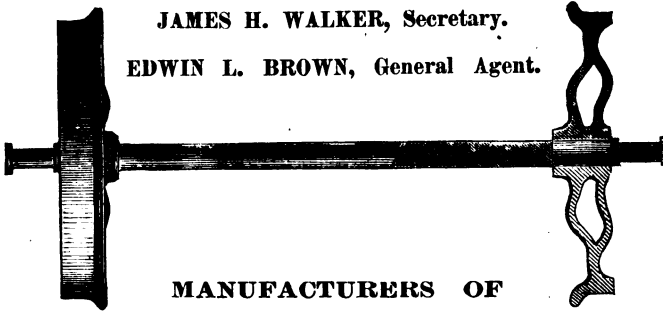 JAMES H. WALKER, Secretary.
EDWIN L. BROWN, General Agent.
MANUFACTURERS OF